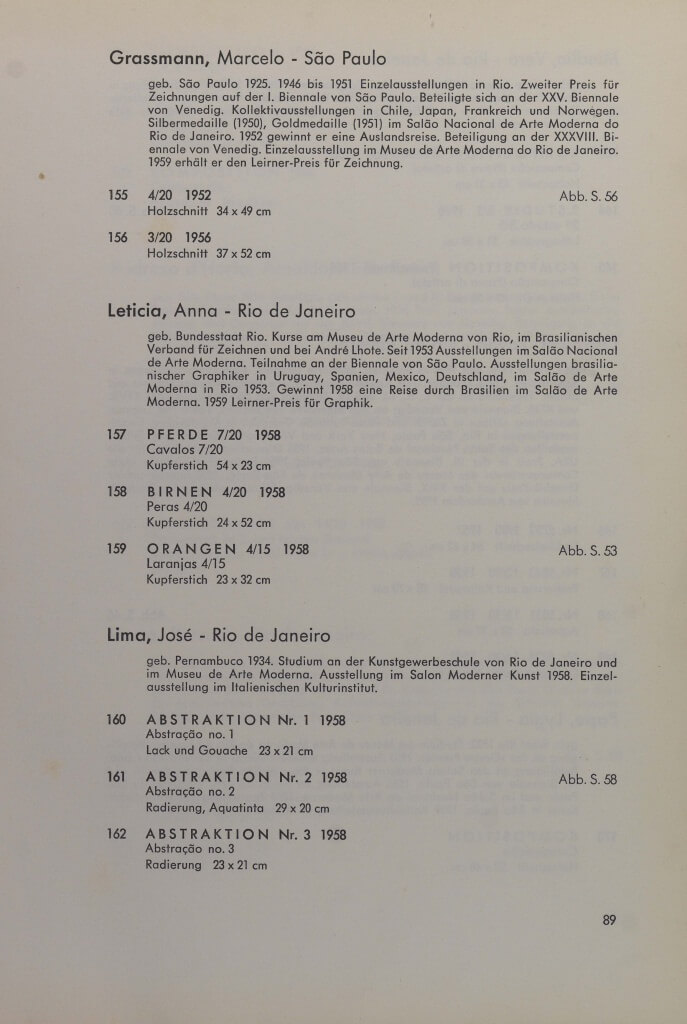 Grassmann, Marcelo - São Paulo
geb. São Paulo 1925. 1946 bis 1951 Einzelausstellungen in Rio. Zweiter Preis für
Zeichnungen auf der I. Biennale von São Paulo. Beteiligte sich an der XXV. Biennale
von Venedig. Kollektivausstellungen in Chile, Japan, Frankreich und Norwegen.
Silbermedaille (1950), Goldmedaille (1951) im Salão Nacional de Arte Moderna do
Rio de Janeiro. 1952 gewinnt er eine Auslandsreise. Beteiligung an der XXXVIII. Bi-
ennale von Venedig. Einzelausstellung im Museu de Arte Moderna do Rio de Janeiro.
1959 erhält er den Leirner-Preis für Zeichnung.
155 4/20 1952 Abb. S. 56
Holzschnitt 34 x 49 cm
156 3/20 1956
Holzschnitt 37 x 52 cm
Leticia, Anna - Rio de Janeiro
geb. Bundesstaat Rio. Kurse am Museu de Arte Moderna von Rio, im Brasilianischen
Verband für Zeichnen und bei André Lhote. Seit 1953 Ausstellungen im Salão Nacional
de Arte Moderna. Teilnahme an der Biennale von São Paulo. Ausstellungen brasilia-
nischer Graphiker in Uruguay, Spanien, Mexico, Deutschland, im Salão de Arte
Moderna in Rio 1953. Gewinnt 1958 eine Reise durch Brasilien im Salão de Arte
Moderna. 1959 Leirner-Preis für Graphik.
157 PFERDE 7/20 1958
Cavalos 7/20
Kupferstich 54 x 23 cm
158 BIRNEN 4/20 1958
Peras 4/20
Kupferstich 24 x 52 cm
159 ORANGEN 4/15 1958 Abb. S. 53
Laranjas 4/15
Kupferstich 23 x 32 cm
Lima, José - Rio de Janeiro
geb. Pernambuco 1934. Studium an der Kunstgewerbeschule von Rio de Janeiro und
im Museu de Arte Moderna. Ausstellung im Salon Moderner Kunst 1958. Einzel-
ausstellung im Italienischen Kulturinstitut.
160 ABSTRAKTION Nr. 1 1958
Abstração no. 1
Lack und Gouache 23 x 21 cm
161 ABSTRAKTION Nr. 2 1958 Abb. S. 58
Abstração no. 2
Radierung, Aquatinta 29 x 20 cm
162 ABSTRAKTION Nr. 3 1958
Abstração no. 3
Radierung 23 x 21 cm
89